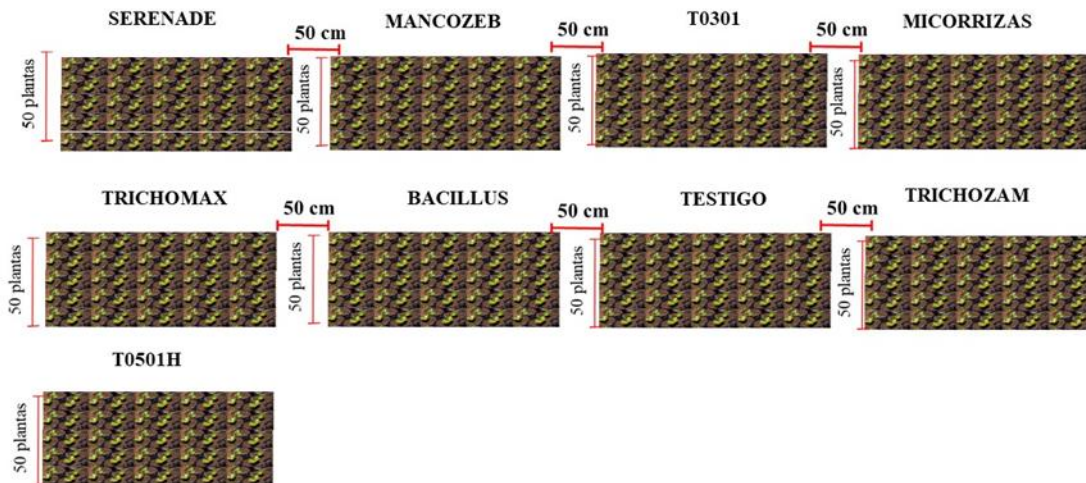 SERENADE
MANCOZEB
T0301
MICORRIZAS
50 cm
50 cm
50 cm
50 plantas
50 plantas
50 plantas
50 plantas
TRICHOMAX
BACILLUS
TESTIGO
TRICHOZAM
50 cm
50 cm
50 cm
50 plantas
50 plantas
50 plantas
50 plantas
T0501H
50 plantas